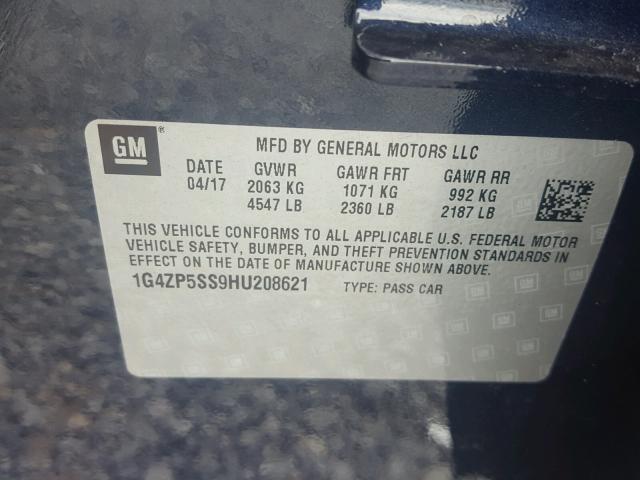 GM ® MFD BY GENERAL MOTORS LLC
DATE GVWR GAWR FRT GAWR RR
04/17 2063 KG 1071 KG 992 KG
4547 LB 2360 LB 2187 LB
THIS VEHICLE CONFORMS TO ALL APPLICABLE U.S. FEDERAL MOTOR
VEHICLE SAFETY, BUMPER, AND THEFT PREVENTION STANDARDS IN
EFFECT ON THE DATE OF MANUFACTURE SHOWN ABOVE.
1G4ZP5SS9HU208621 TYPE: PASS CAR